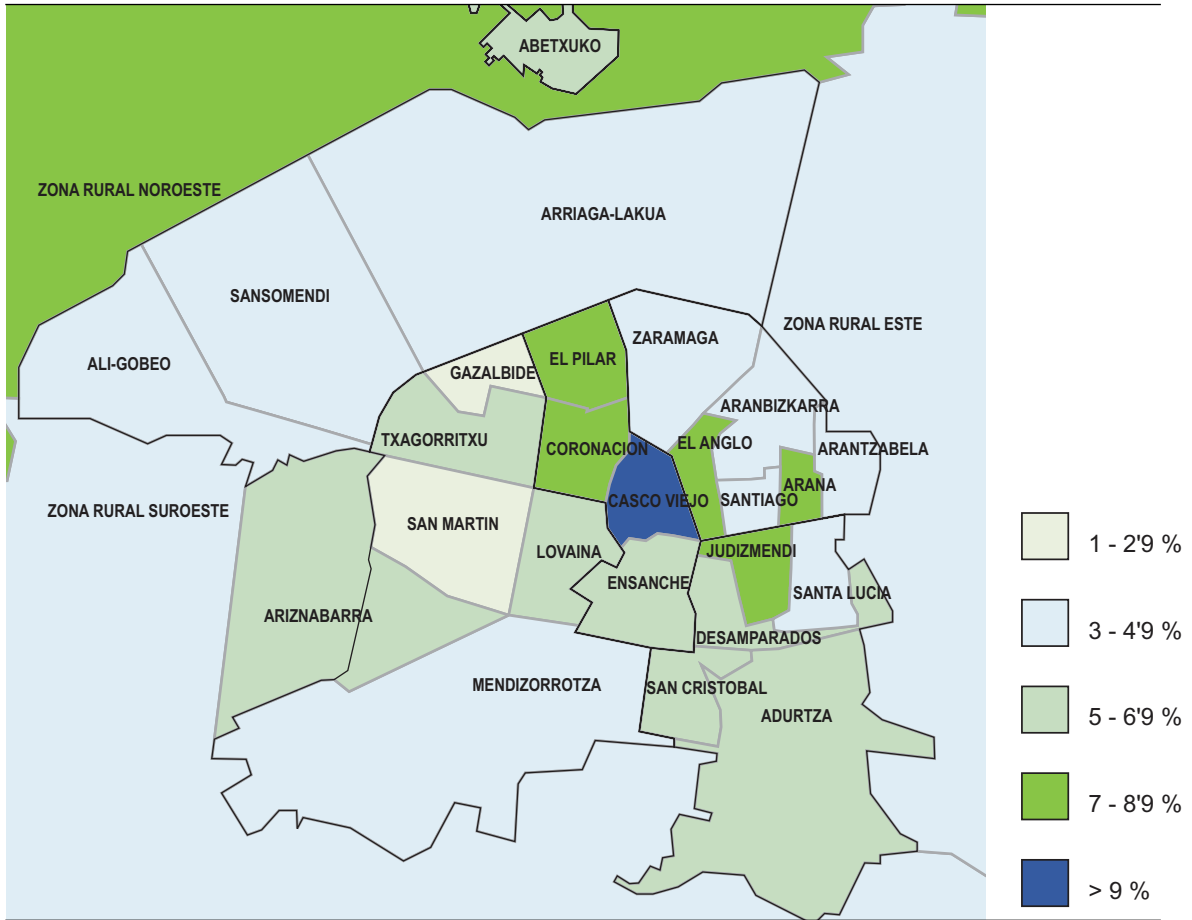 ABETXUKO
ZONA RURAL NOROESTE
ARRIAGA-LAKUA
SANSOMENDI
ZONA RURAL ESTE
ZARAMAGA
EL PILAR
ALI-GOBEO
GAZALBIDE
ARANBIZKARRA
TXAGORRITXU
CORONACION
EL ANGLO
ARANTZABELA
ARANA
CASCO VIEJO
SANTIAGO
ZONA RURAL SUROESTE
SAN MARTIN
LOVAINA
JUDIZMENDI
ENSANCHE
SANTA LUCIA
ARIZNABARRA
DESAMPARADOS
MENDIZORROTZA
SAN CRISTOBAL
ADURTZA
1 - 2'9 %
3 - 4'9 %
5 - 6'9 %
7 - 8'9 %
> 9 %